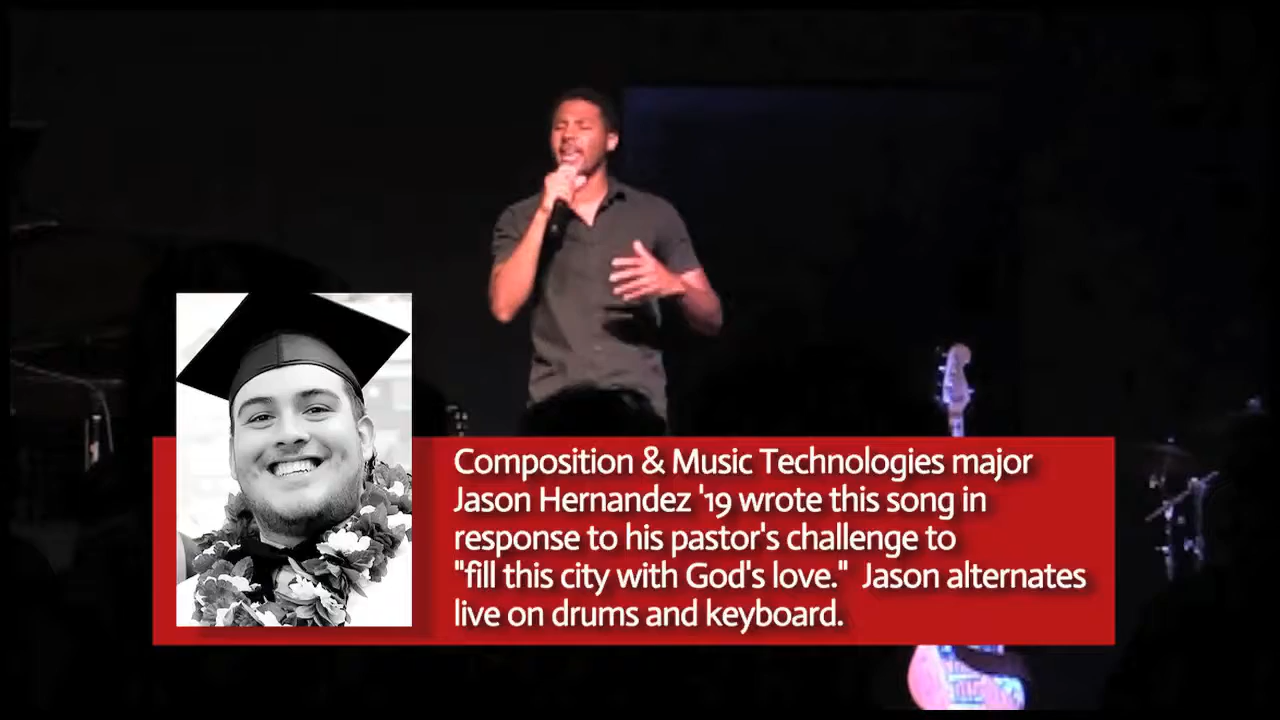 Composition & Music Technologies major
Jason Hernandez '19 wrote this song in
response to his pastor's challenge to
"fill this city with God's love."  Jason alternates
live on drums and keyboard.